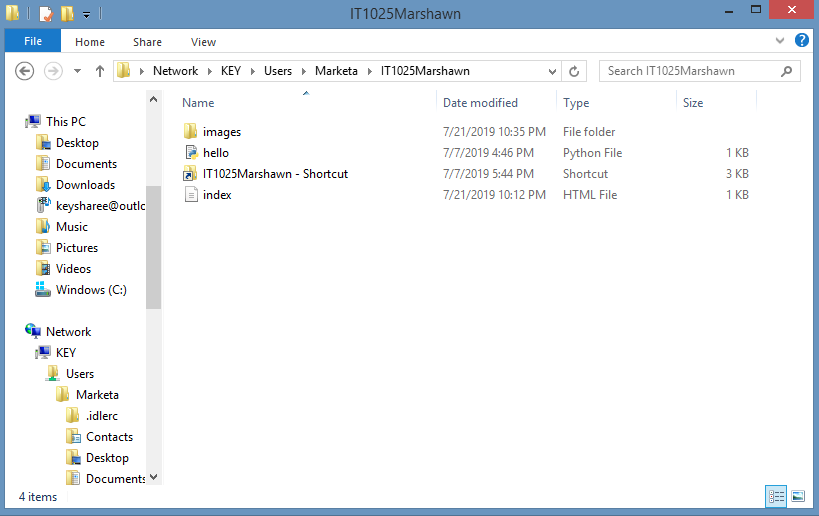 IT1025Marshawn
File Home Share View
Network KEY Users Marketa IT1025Marshawn Search IT1025Marshawn
Name Date modified Type Size
images 7/21/2019 10:35 PM File folder
hello 7/7/2019 4:46 PM Python File 1 KB
IT1025Marshawn - Shortcut 7/7/2019 5:44 PM Shortcut 3 KB
index 7/21/2019 10:12 PM HTML File 1 KB
This PC
Desktop
Documents
Downloads
keysharee@outlo
Music
Pictures
Videos
Windows (C:)
Network
KEY
Users
Marketa
.idlerc
Contacts
Desktop
Documents
4 items